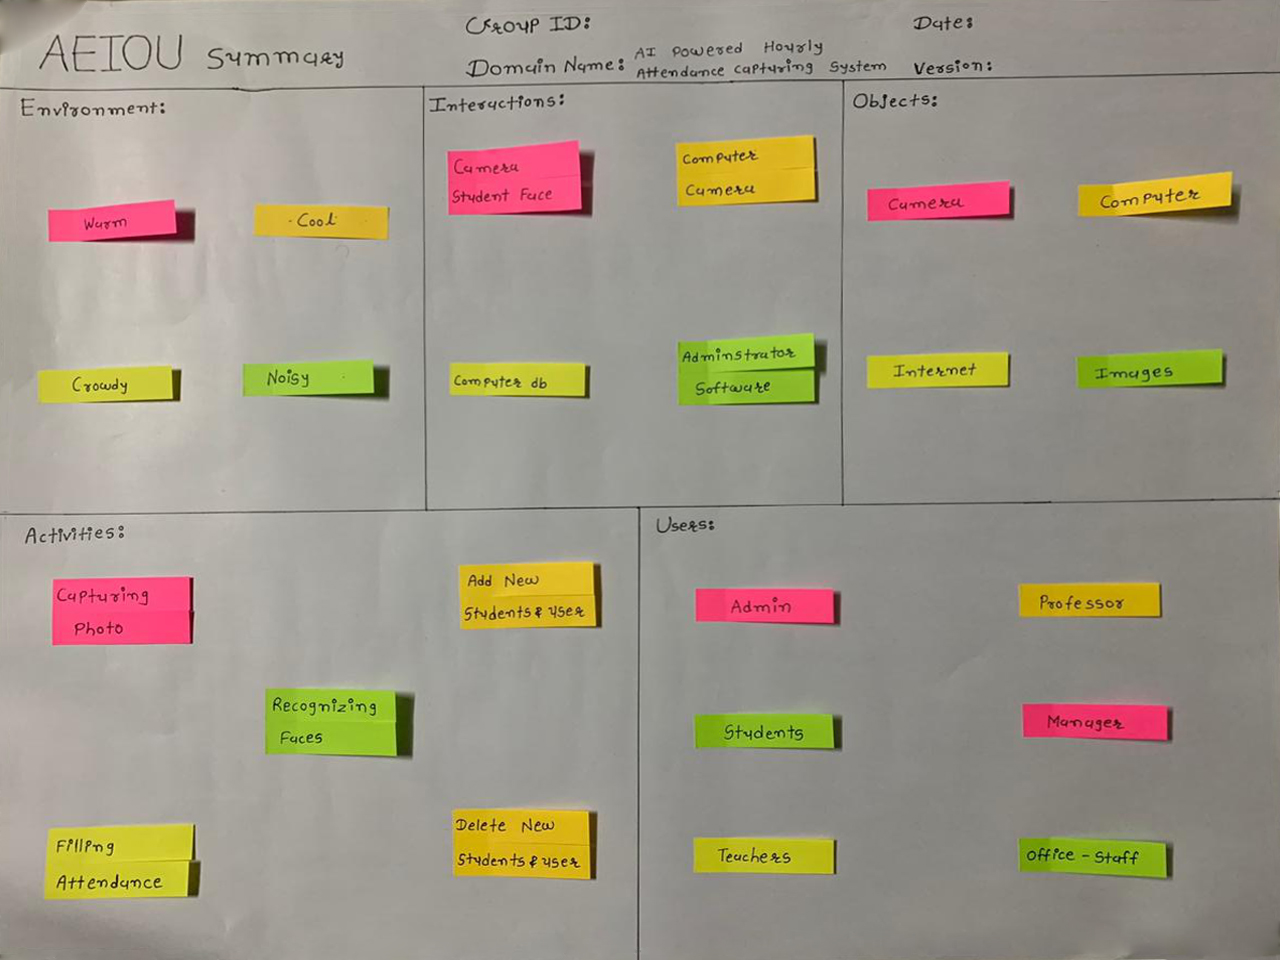 AEIOU Summary
Group ID:
Date:
Domain Name: AI Powered Hourly
Attendance Capturing System
Version:
Environment:
Warm
Cool
Crowdy
Noisy
Interactions:
Camera
Student Face
Computer
Camera
Computer db
Adminstrator
Software
Objects:
Camera
Computer
Internet
Images
Activities:
Capturing
Photo
Add New
Students & user
Recognizing
Faces
Filling
Attendance
Delete New
Students & user
Users:
Admin
Professor
Students
Manager
Teachers
Office-Staff